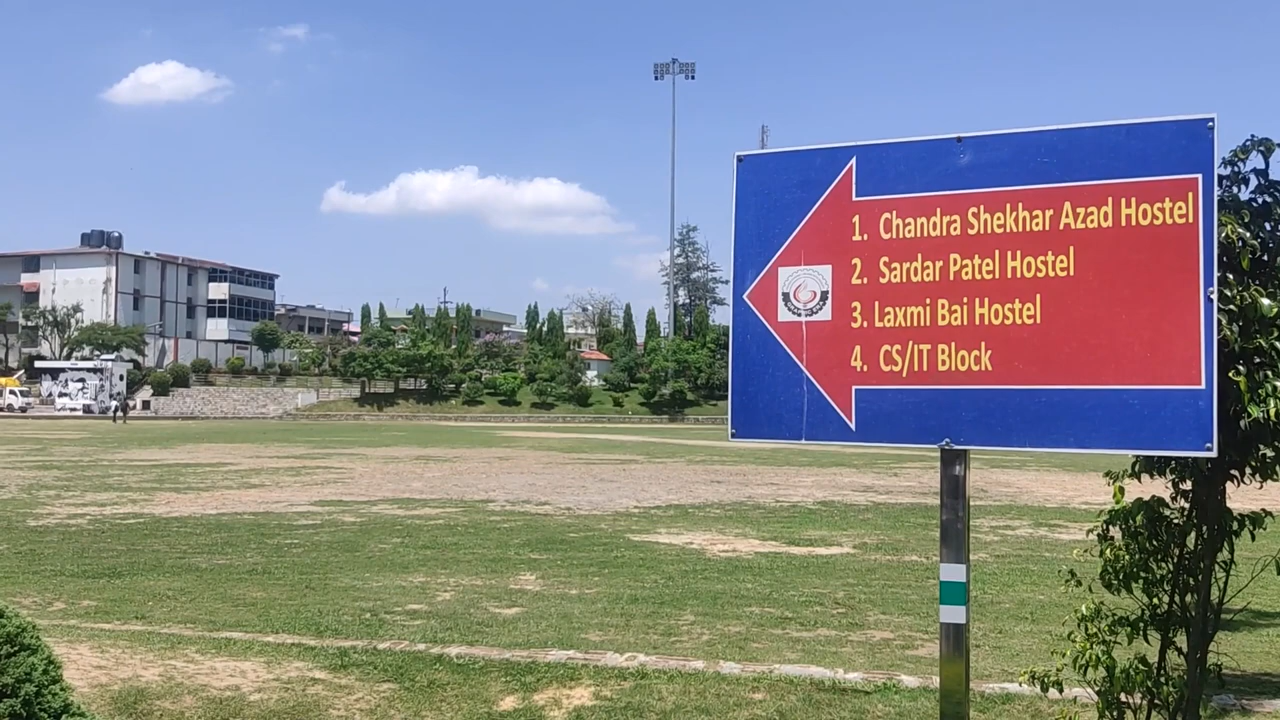 1. Chandra Shekhar Azad Hostel
2. Sardar Patel Hostel
3. Laxmi Bai Hostel
4. CS/IT Block